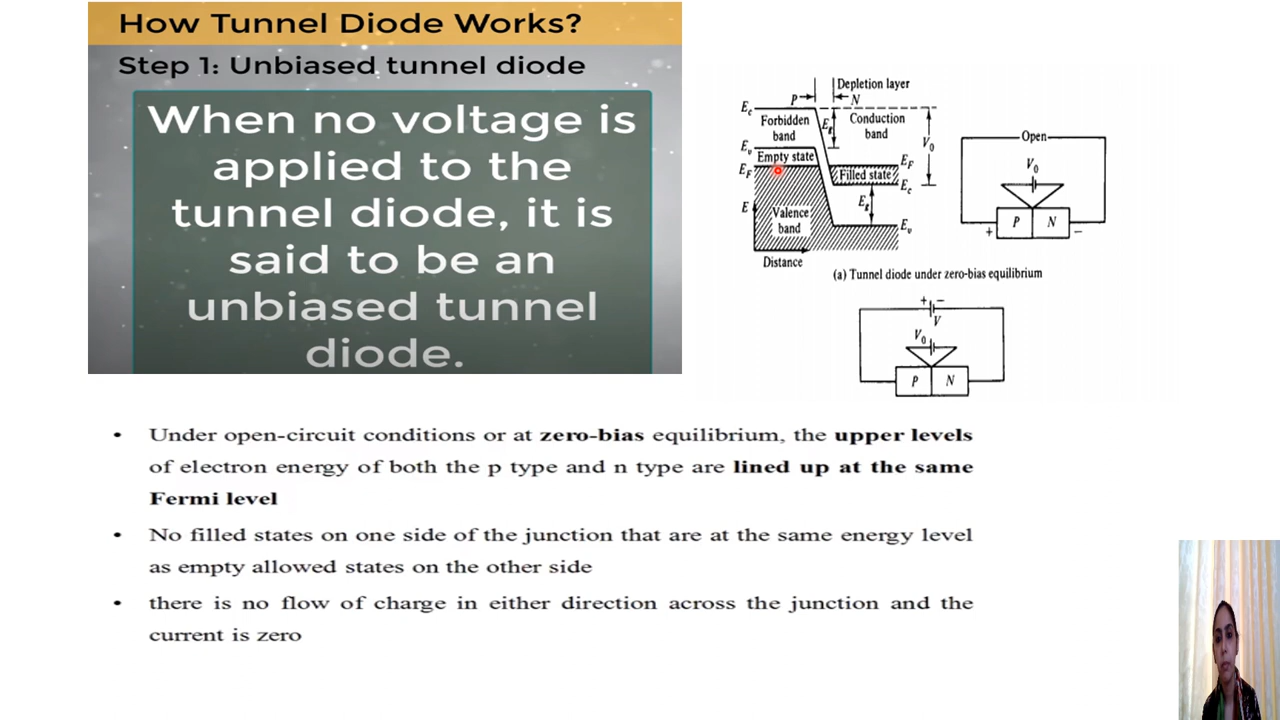 How Tunnel Diode Works?
Step 1: Unbiased tunnel diode
When no voltage is
applied to the
tunnel diode, it is
said to be an
unbiased tunnel
diode.
Depletion layer
P N
Ec
Forbidden
band
Eg
Conduction
band
V0
Ev
Empty state
EF
EF
Filled state
Ec
E
Valence
band
Eg
Ev
Distance
Open
V0
P N
+ −
(a) Tunnel diode under zero-bias equilibrium
+ −
V
V0
P N
• Under open-circuit conditions or at zero-bias equilibrium, the upper levels
of electron energy of both the p type and n type are lined up at the same
Fermi level
• No filled states on one side of the junction that are at the same energy level
as empty allowed states on the other side
• there is no flow of charge in either direction across the junction and the
current is zero